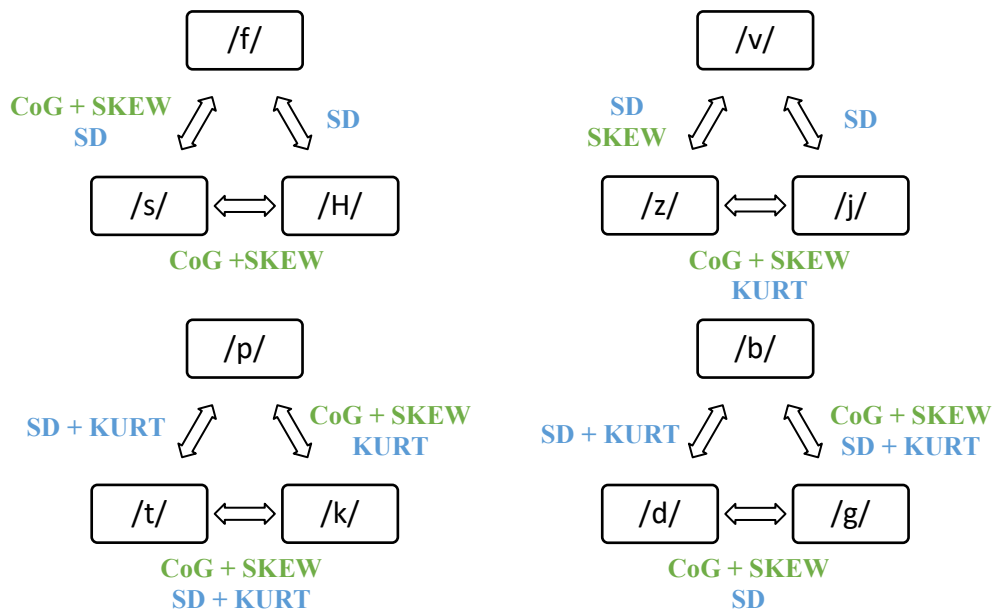 /f/
CoG + SKEW
SD
SD
/s/
/H/
CoG +SKEW
/v/
SD
SKEW
SD
/z/
/j/
CoG + SKEW
KURT
/p/
SD + KURT
CoG + SKEW
KURT
/t/
/k/
CoG + SKEW
SD + KURT
/b/
SD + KURT
CoG + SKEW
SD + KURT
/d/
/g/
CoG + SKEW
SD